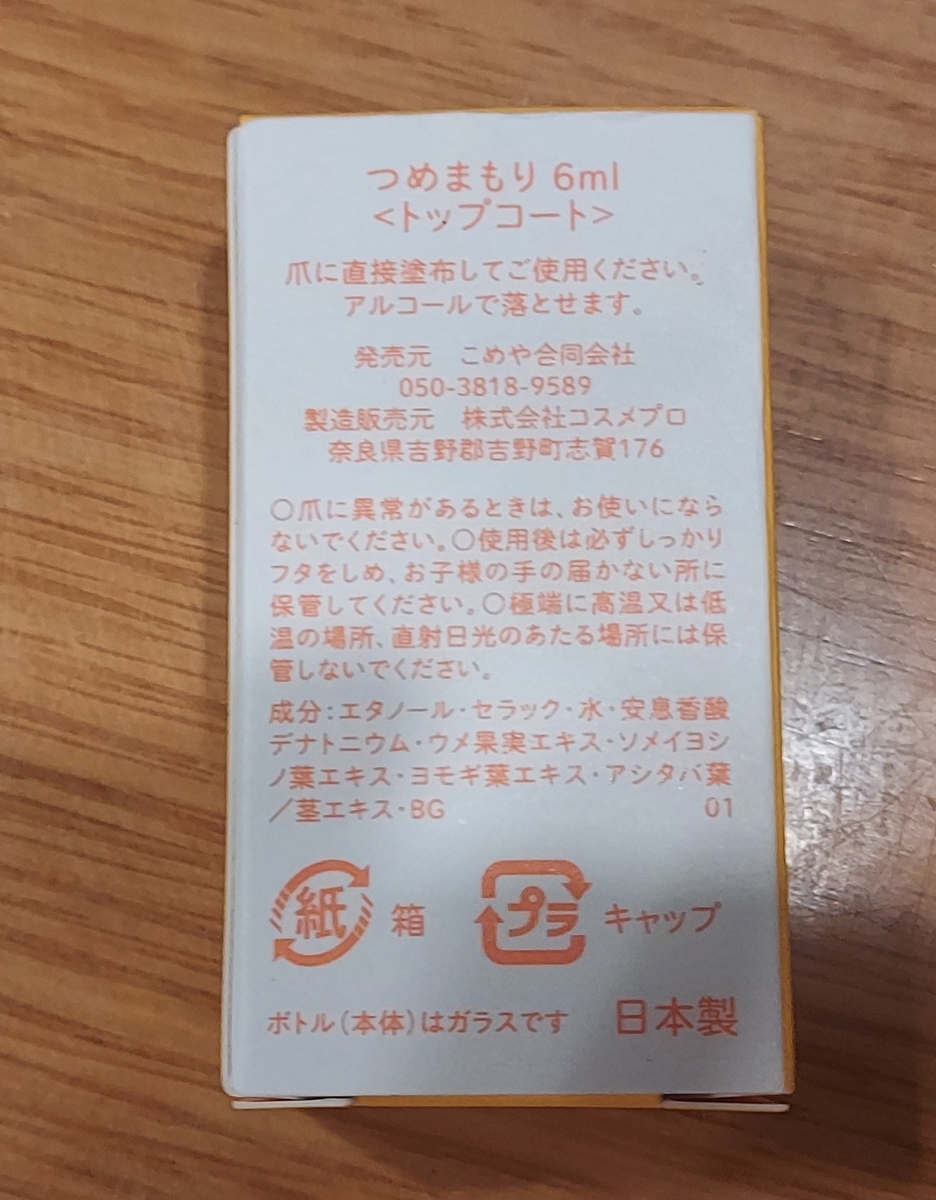 つめまもり 6ml
<トップコート>
爪に直接塗布してご使用ください。
アルコールで落とせます。
発売元　こめや合同会社
050-3818-9589
製造販売元　株式会社コスメプロ
奈良県吉野郡吉野町志賀176
〇爪に異常があるときは、お使いになら
ないでください。〇使用後は必ずしっかり
フタをしめ、お子様の手の届かない所に
保管してください。〇極端に高温又は低
温の場所、直射日光のあたる場所には保
管しないでください。
成分:エタノール・セラック・水・安息香酸
デナトニウム・ウメ果実エキス・ソメイヨシ
ノ葉エキス・ヨモギ葉エキス・アシタバ葉
／茎エキス・BG 01
紙 箱 プラ キャップ
ボトル(本体)はガラスです 日本製